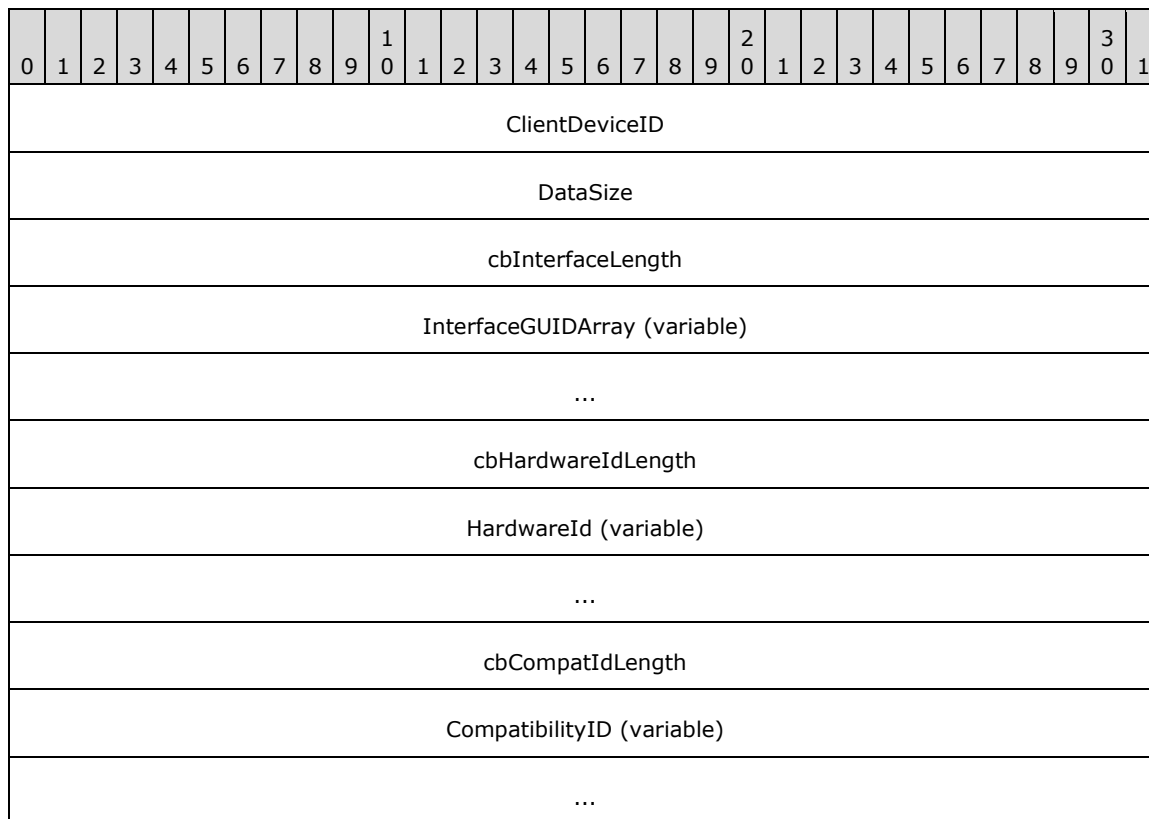 1 2 3
0 1 2 3 4 5 6 7 8 9 0 1 2 3 4 5 6 7 8 9 0 1 2 3 4 5 6 7 8 9 0 1
ClientDeviceID
DataSize
cbInterfaceLength
InterfaceGUIDArray (variable)
...
cbHardwareIdLength
HardwareId (variable)
...
cbCompatIdLength
CompatibilityID (variable)
...